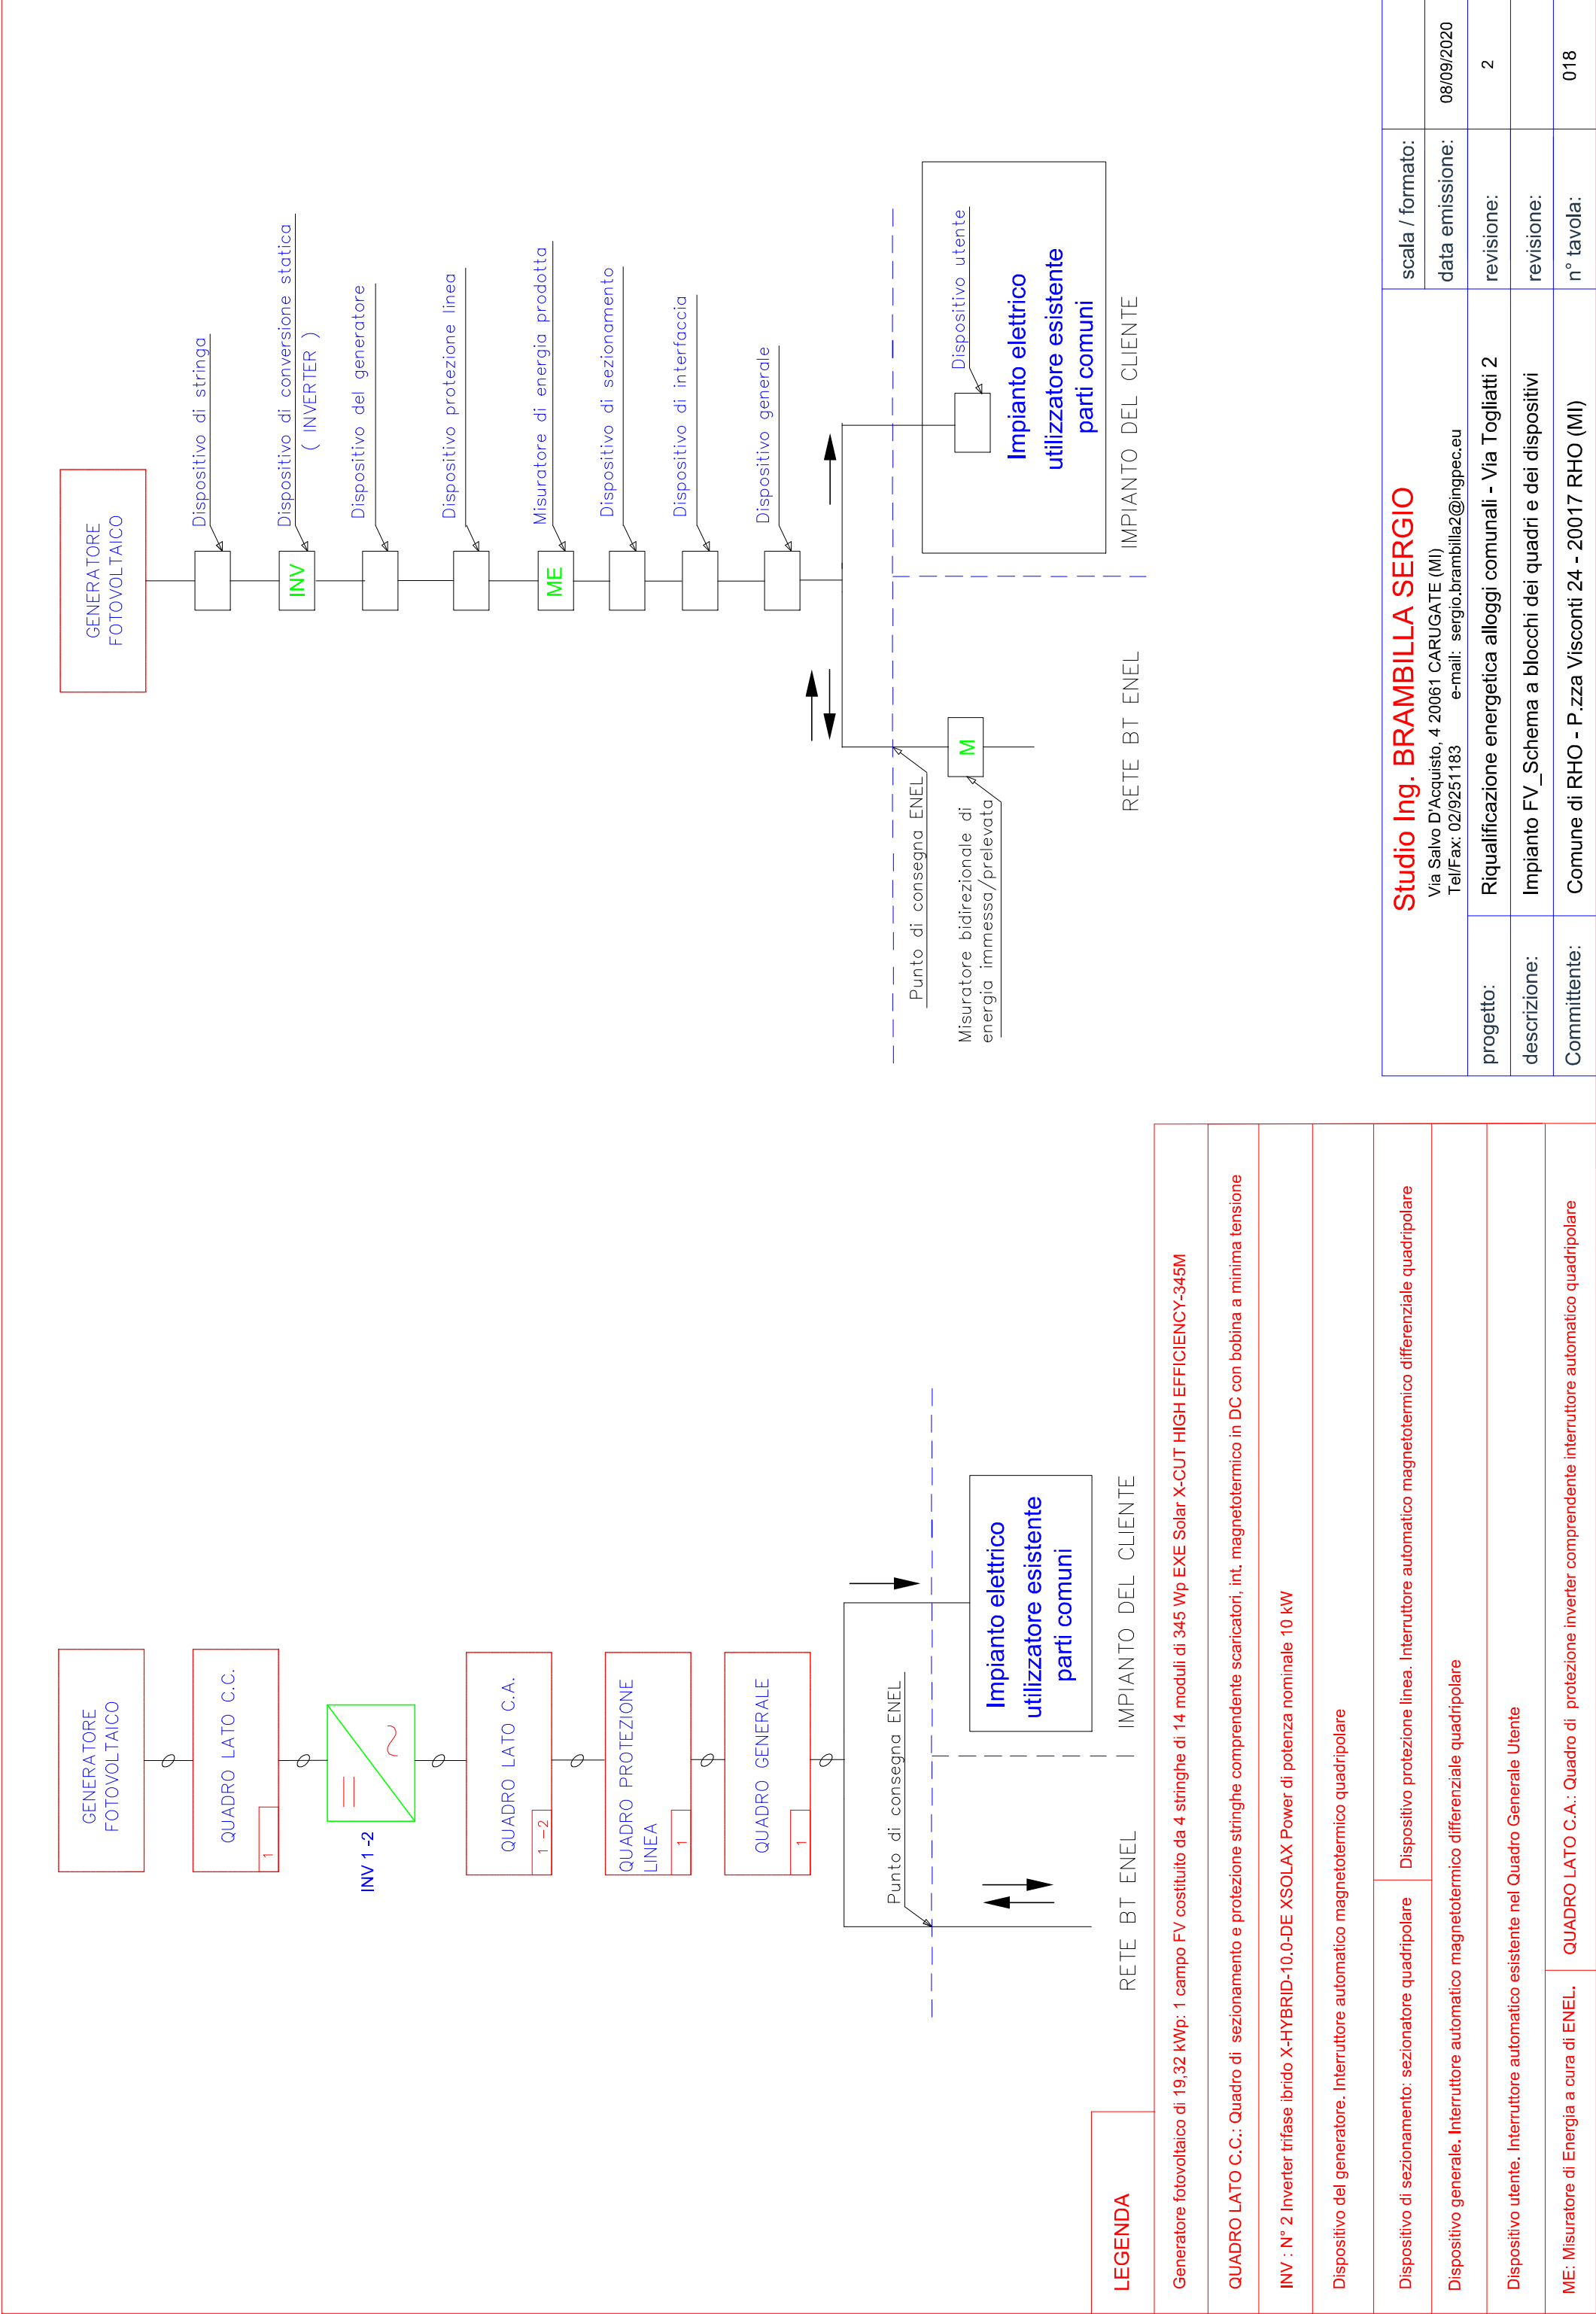 GENERATORE
FOTOVOLTAICO
QUADRO LATO C.C.
1
INV 1 -2
QUADRO LATO C.A.
1 -2
QUADRO PROTEZIONE
LINEA
1
QUADRO GENERALE
1
Punto di consegna ENEL
Impianto elettrico
utilizzatore esistente
parti comuni
RETE BT ENEL
IMPIANTO DEL CLIENTE
GENERATORE
FOTOVOLTAICO
Dispositivo di stringa
Dispositivo di conversione statica
( INVERTER )
INV
Dispositivo del generatore
Dispositivo protezione linea
Misuratore di energia prodotta
ME
Dispositivo di sezionamento
Dispositivo di interfaccia
Dispositivo generale
Punto di consegna ENEL
Misuratore bidirezionale di
energia immessa/prelevata
M
Dispositivo utente
Impianto elettrico
utilizzatore esistente
parti comuni
RETE BT ENEL
IMPIANTO DEL CLIENTE
LEGENDA
Generatore fotovoltaico di 19,32 kWp: 1 campo FV costituito da 4 stringhe di 14 moduli di 345 Wp EXE Solar X-CUT HIGH EFFICIENCY-345M
QUADRO LATO C.C.: Quadro di sezionamento e protezione stringhe comprendente scaricatori, int. magnetotermico in DC con bobina a minima tensione
INV : N° 2 Inverter trifase ibrido X-HYBRID-10.0-DE XSOLAX Power di potenza nominale 10 kW
Dispositivo del generatore. Interruttore automatico magnetotermico quadripolare
Dispositivo di sezionamento: sezionatore quadripolare
Dispositivo protezione linea. Interruttore automatico magnetotermico differenziale quadripolare
Dispositivo generale. Interruttore automatico magnetotermico differenziale quadripolare
Dispositivo utente. Interruttore automatico esistente nel Quadro Generale Utente
ME: Misuratore di Energia a cura di ENEL.
QUADRO LATO C.A.: Quadro di protezione inverter comprendente interruttore automatico quadripolare
Studio Ing. BRAMBILLA SERGIO
Via Salvo D'Acquisto, 4 20061 CARUGATE (MI)
Tel/Fax: 02/9251183 e-mail: sergio.brambilla2@ingpec.eu
scala / formato:
data emissione: 08/09/2020
progetto: Riqualificazione energetica alloggi comunali - Via Togliatti 2
revisione: 2
descrizione: Impianto FV_Schema a blocchi dei quadri e dei dispositivi
revisione:
Committente: Comune di RHO - P.zza Visconti 24 - 20017 RHO (MI)
n° tavola: 018